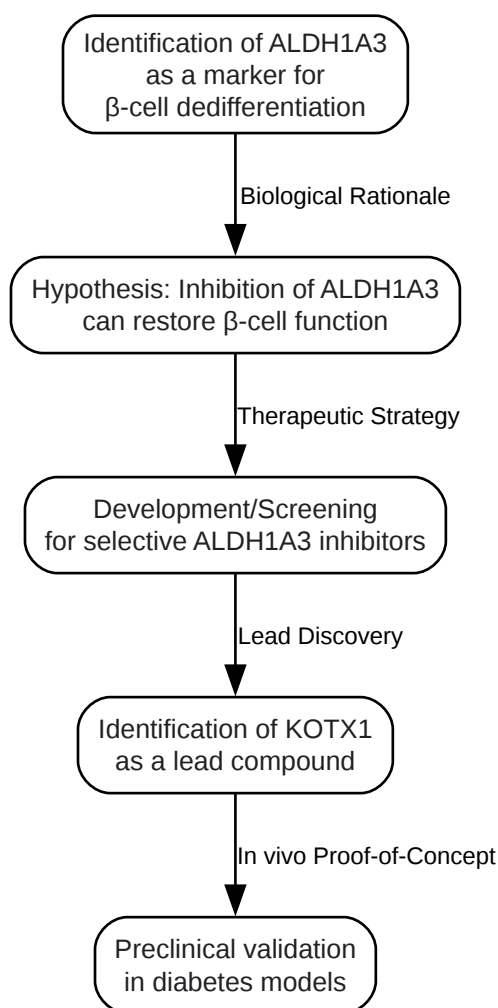 Identification of ALDH1A3
as a marker for
β-cell dedifferentiation
Biological Rationale
Hypothesis: Inhibition of ALDH1A3
can restore β-cell function
Therapeutic Strategy
Development/Screening
for selective ALDH1A3 inhibitors
Lead Discovery
Identification of KOTX1
as a lead compound
In vivo Proof-of-Concept
Preclinical validation
in diabetes models